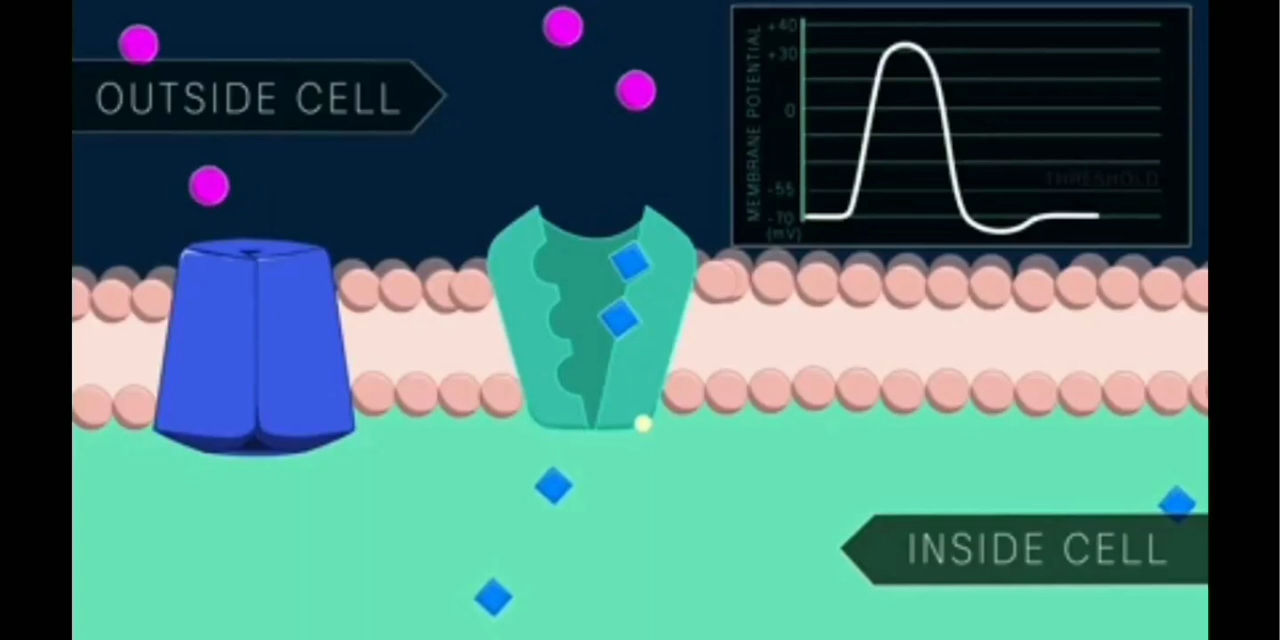 OUTSIDE CELL
MEMBRANE POTENTIAL
+40
+30
0
-55
-70
(mV)
THRESHOLD
INSIDE CELL